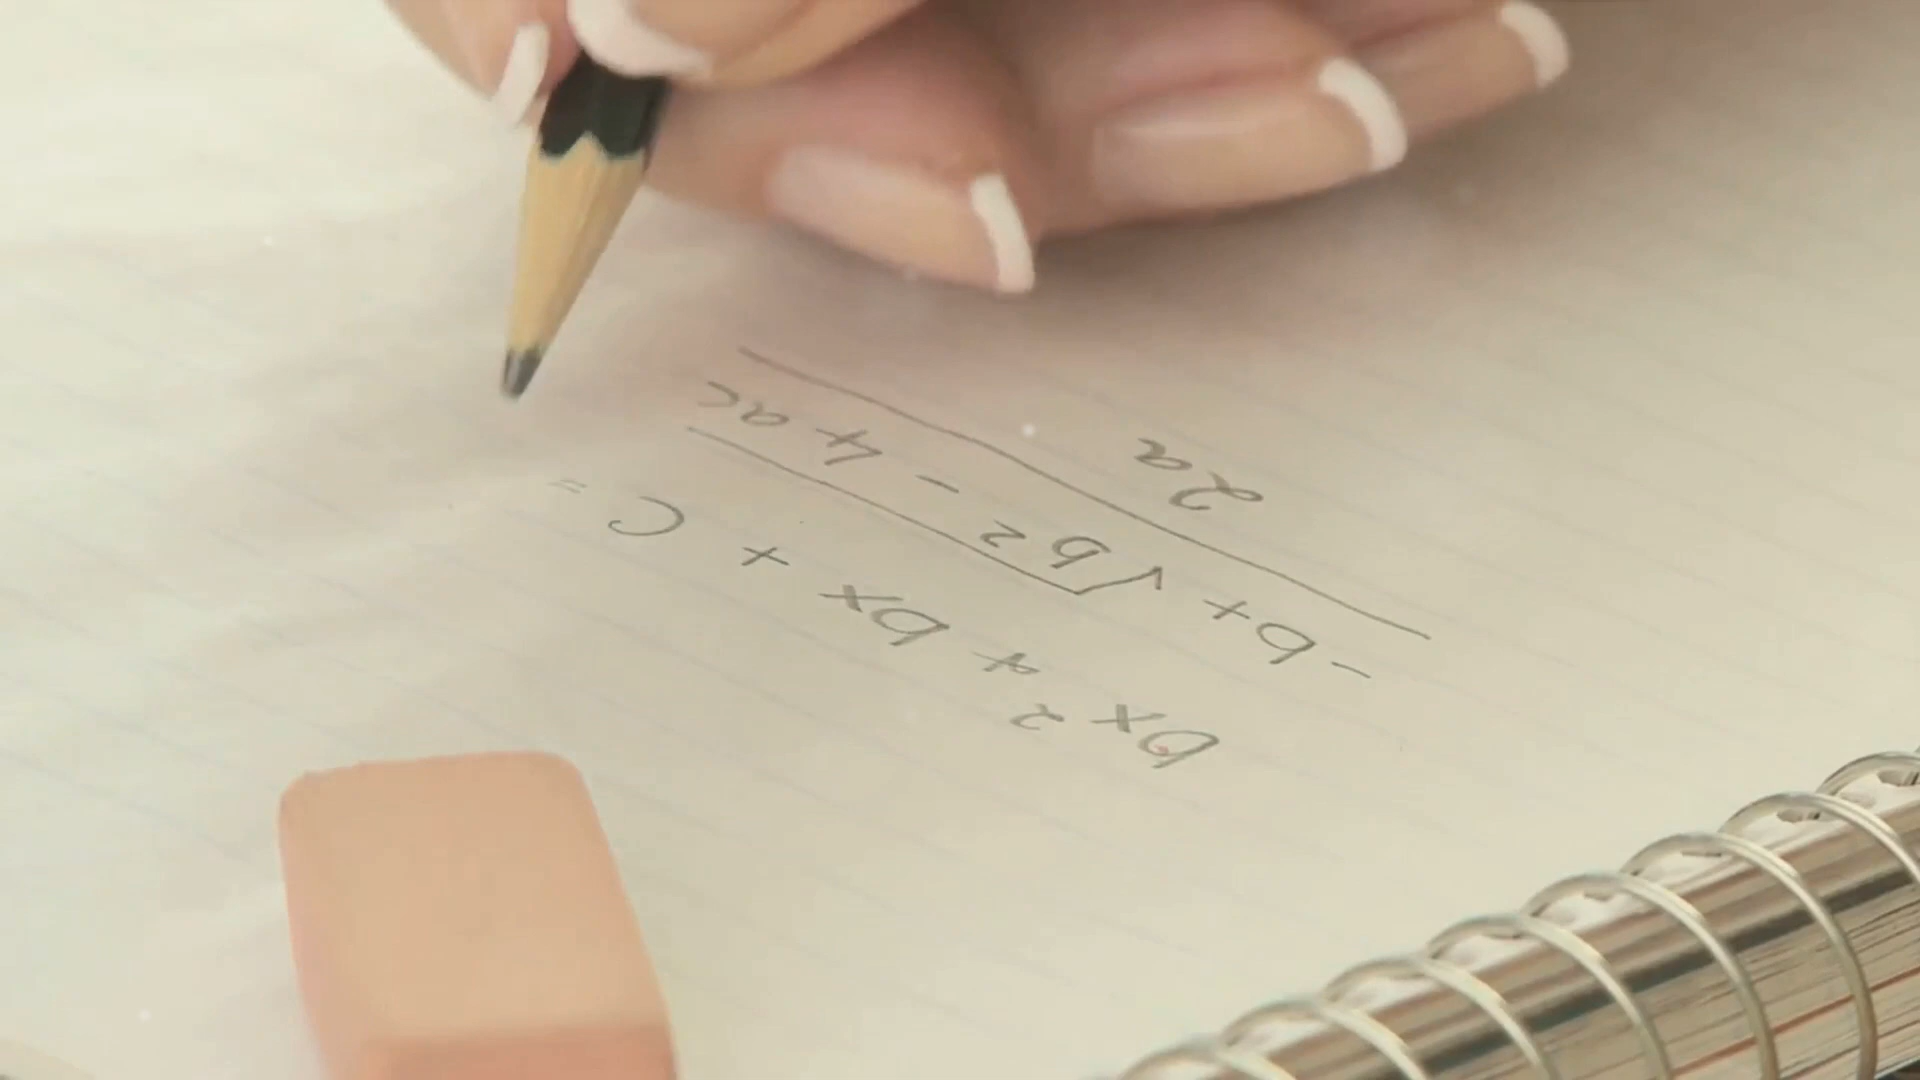 bx² + bx + c =
-b + √b² - 4ac
2a